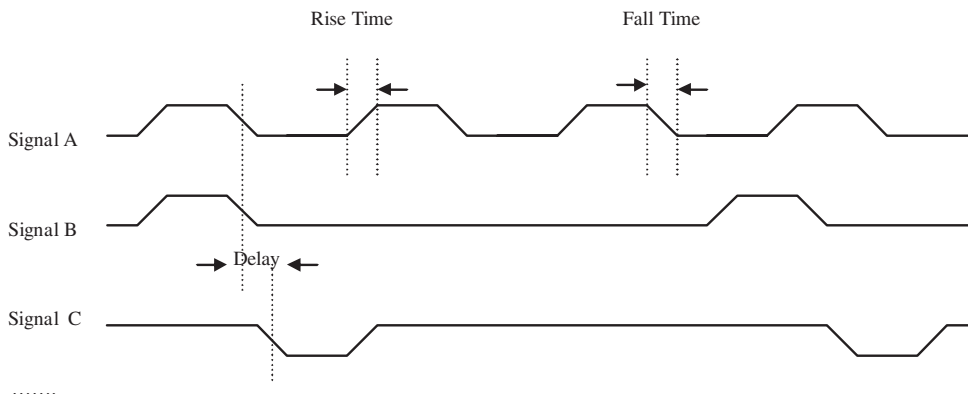 Rise Time
Fall Time
Signal A
Signal B
Delay
Signal C
.......